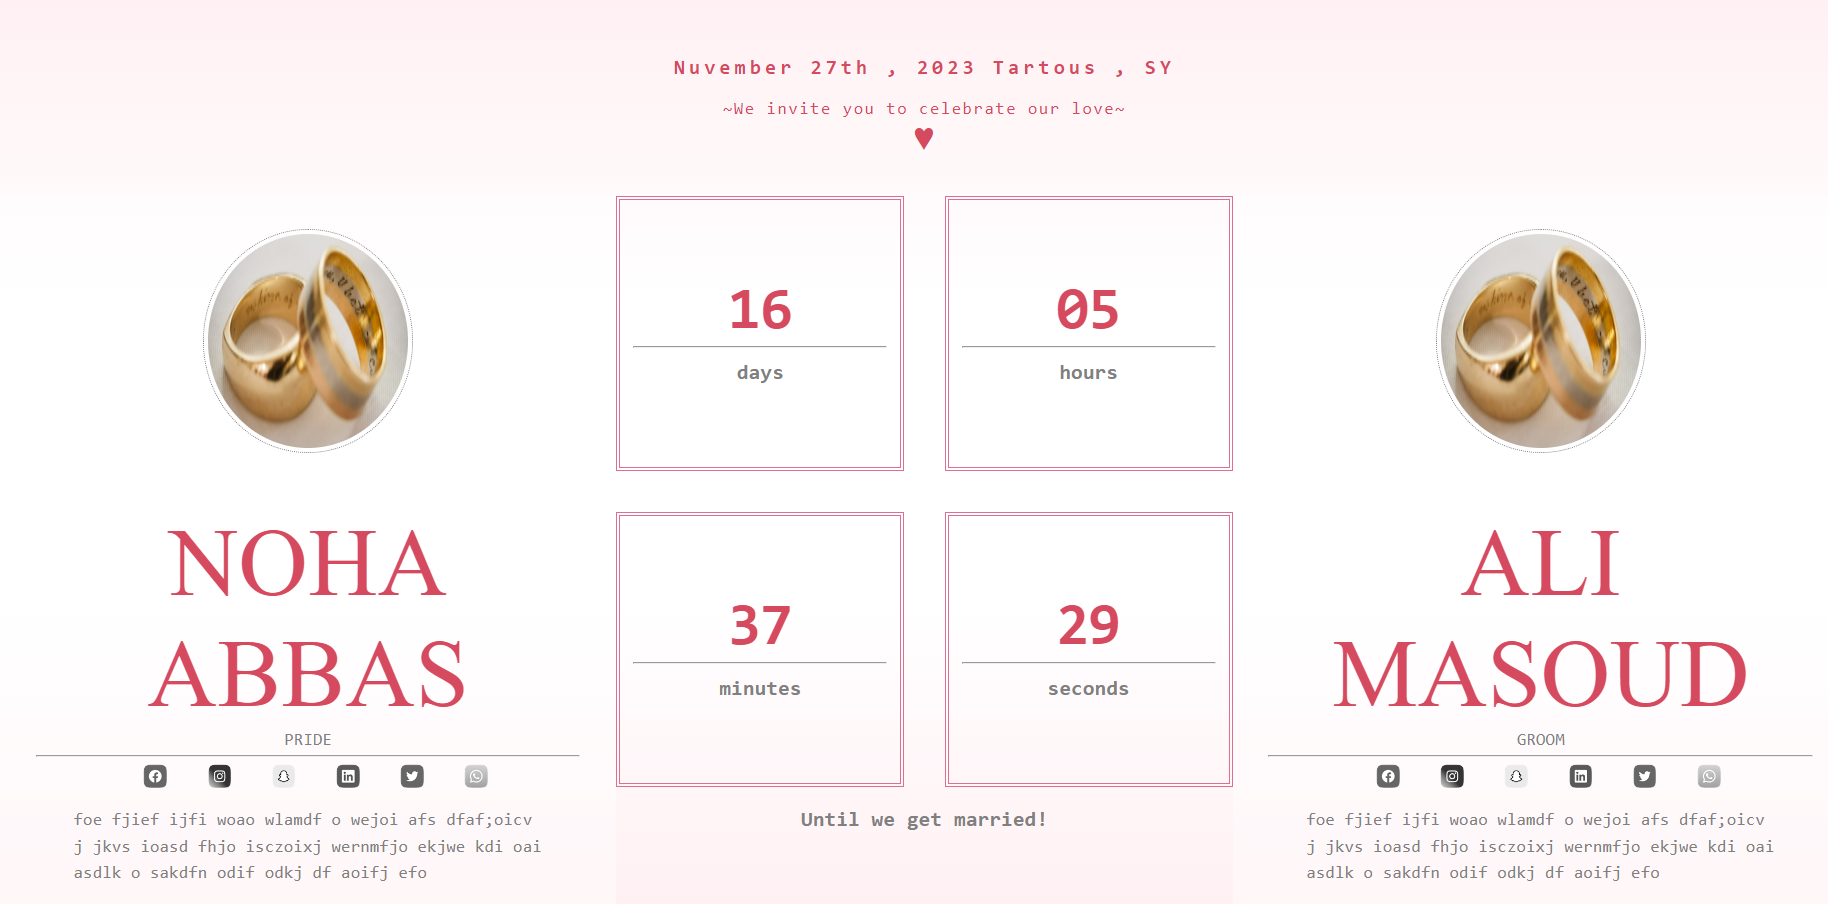 Nuvember 27th , 2023 Tartous , SY
~We invite you to celebrate our love~
NOHA
ABBAS
PRIDE
foe fjief ijfi woao wlamdf o wejoi afs dfaf;oicv
j jkvs ioasd fhjo isczoixj wernmfjo ekjwe kdi oai
asdlk o sakdfn odif odkj df aoifj efo
16
days
05
hours
37
minutes
29
seconds
Until we get married!
ALI
MASOUD
GROOM
foe fjief ijfi woao wlamdf o wejoi afs dfaf;oicv
j jkvs ioasd fhjo isczoixj wernmfjo ekjwe kdi oai
asdlk o sakdfn odif odkj df aoifj efo